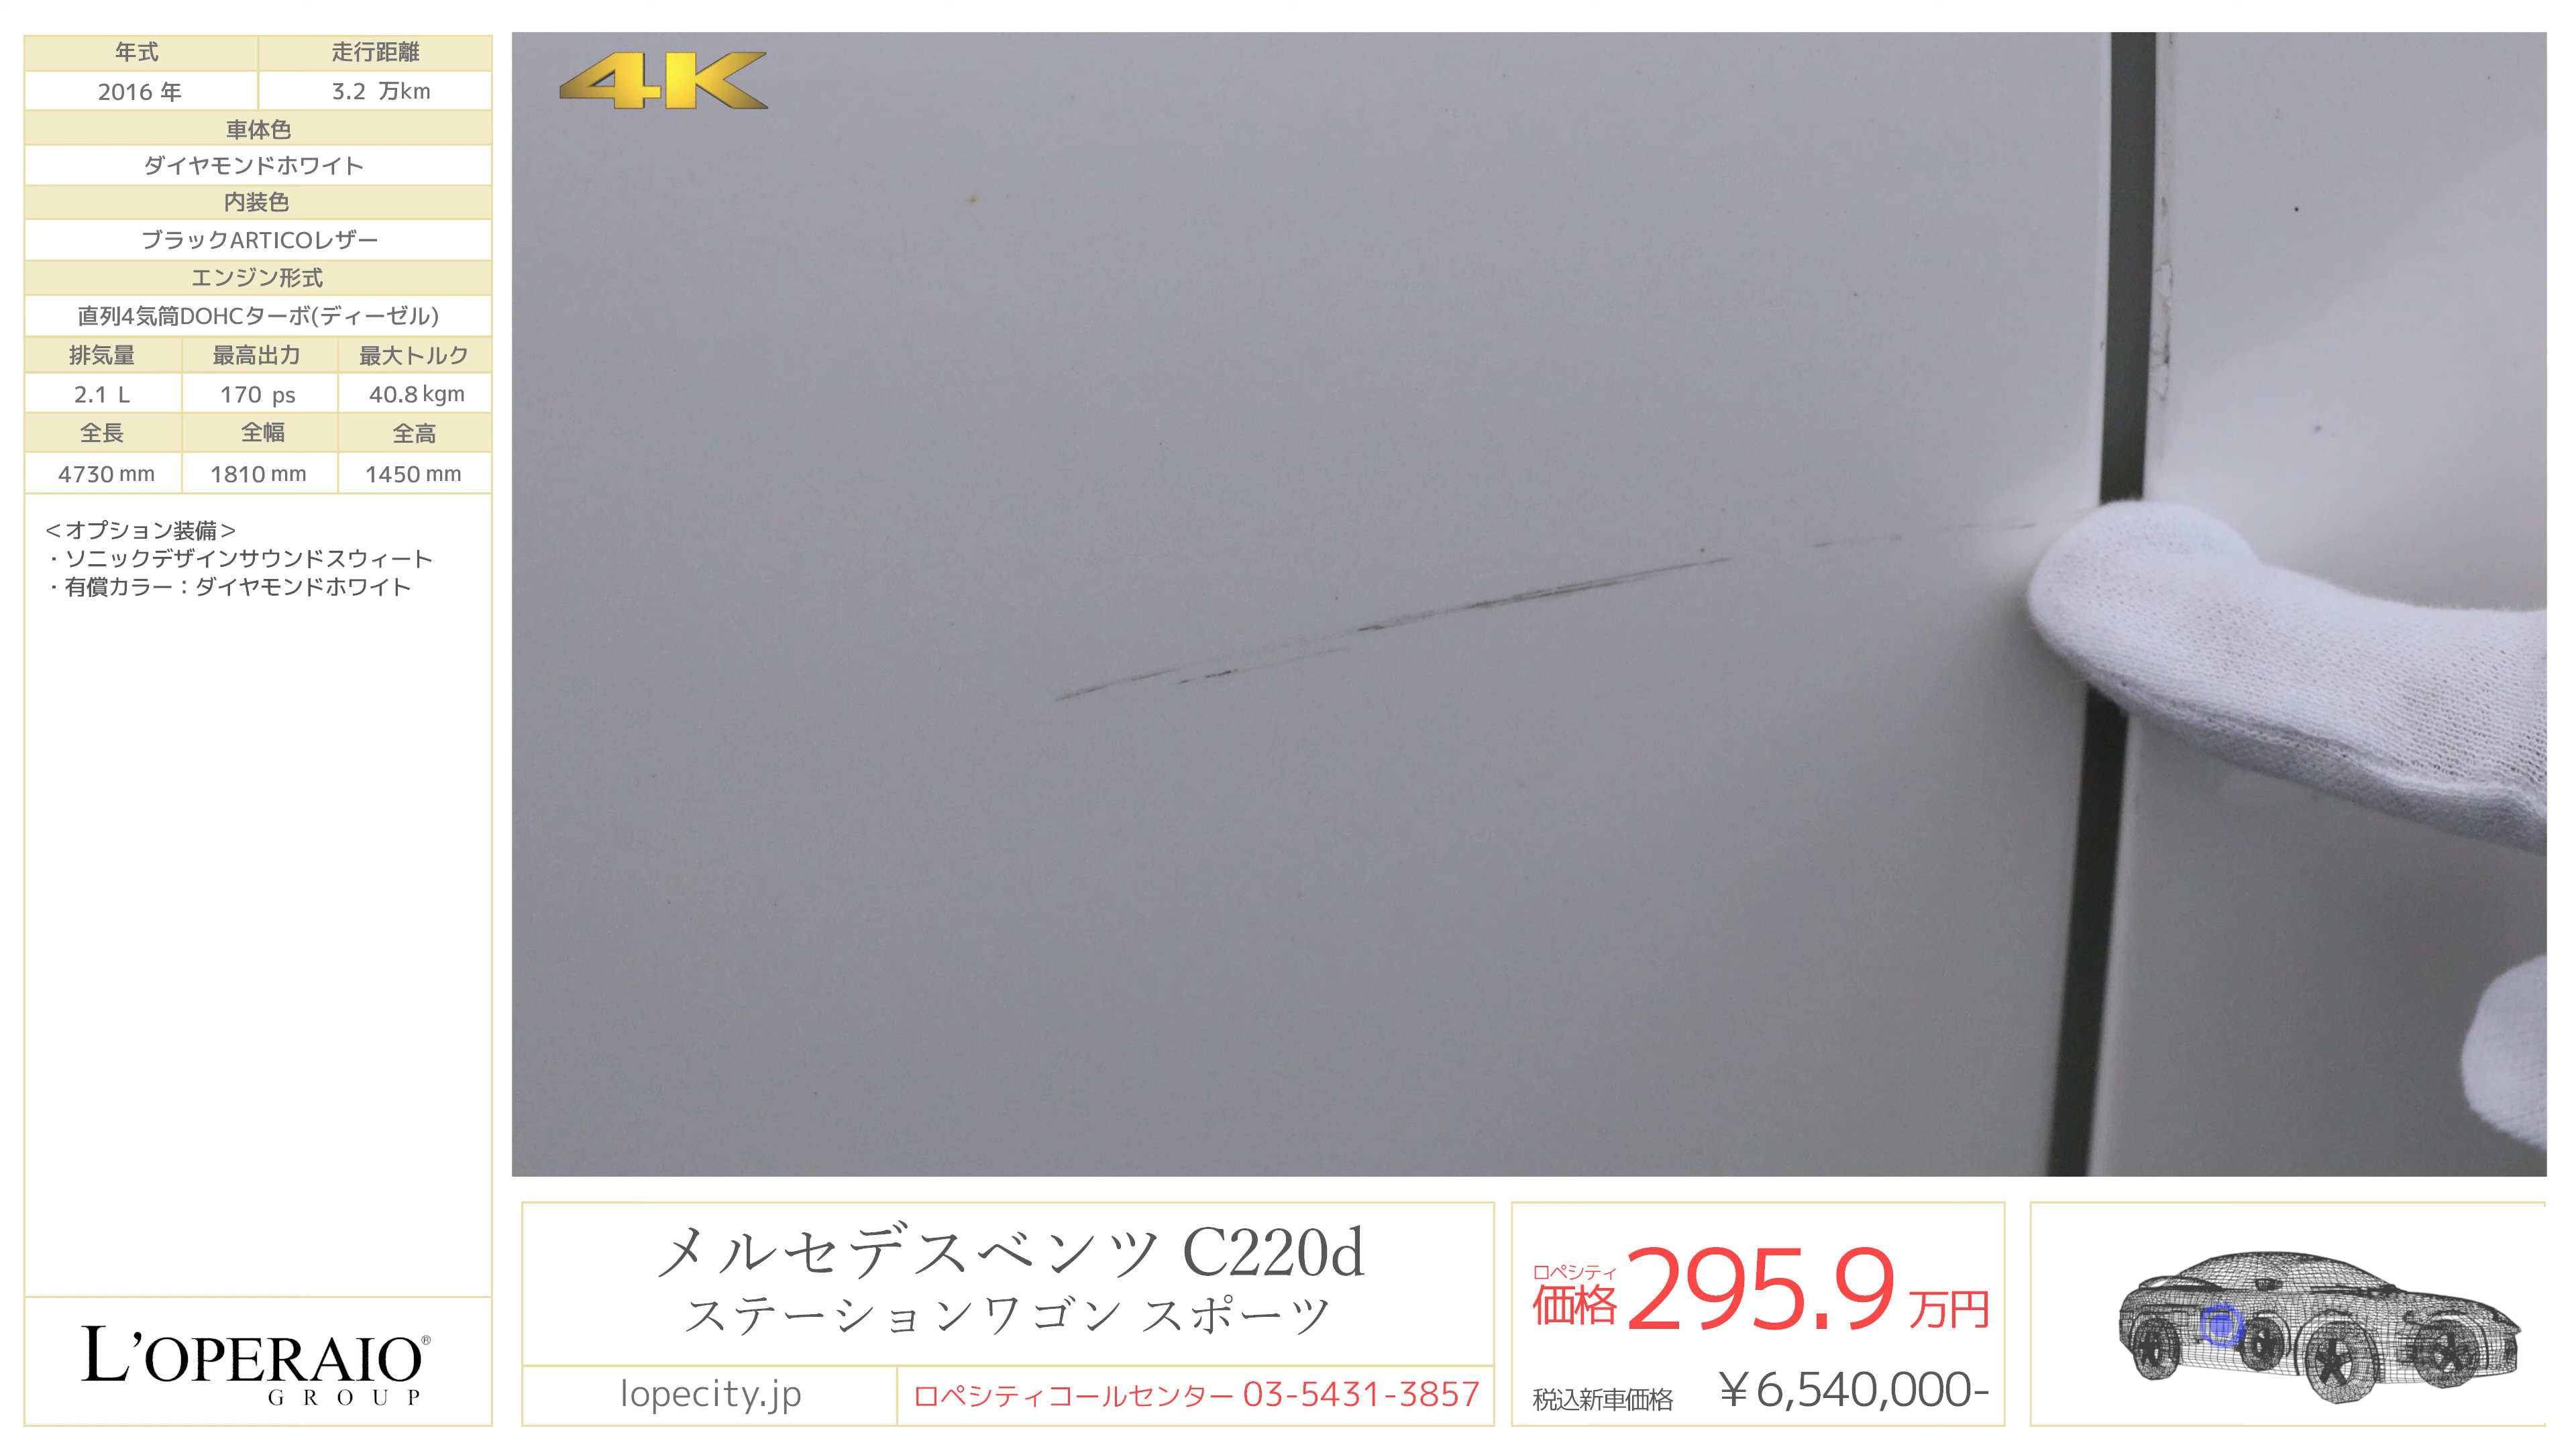 年式 走行距離
2016 年 3.2 万km
車体色
ダイヤモンドホワイト
内装色
ブラックARTICOレザー
エンジン形式
直列4気筒DOHCターボ(ディーゼル)
排気量 最高出力 最大トルク
2.1 L 170 ps 40.8 kgm
全長 全幅 全高
4730 mm 1810 mm 1450 mm
＜オプション装備＞
・ソニックデザインサウンドスウィート
・有償カラー：ダイヤモンドホワイト
L'OPERAIO®
GROUP
4K
メルセデスベンツ C220d
ステーションワゴン スポーツ
lopecity.jp
ロペシティコールセンター 03-5431-3857
ロペシティ
価格 295.9 万円
税込新車価格 ￥6,540,000-